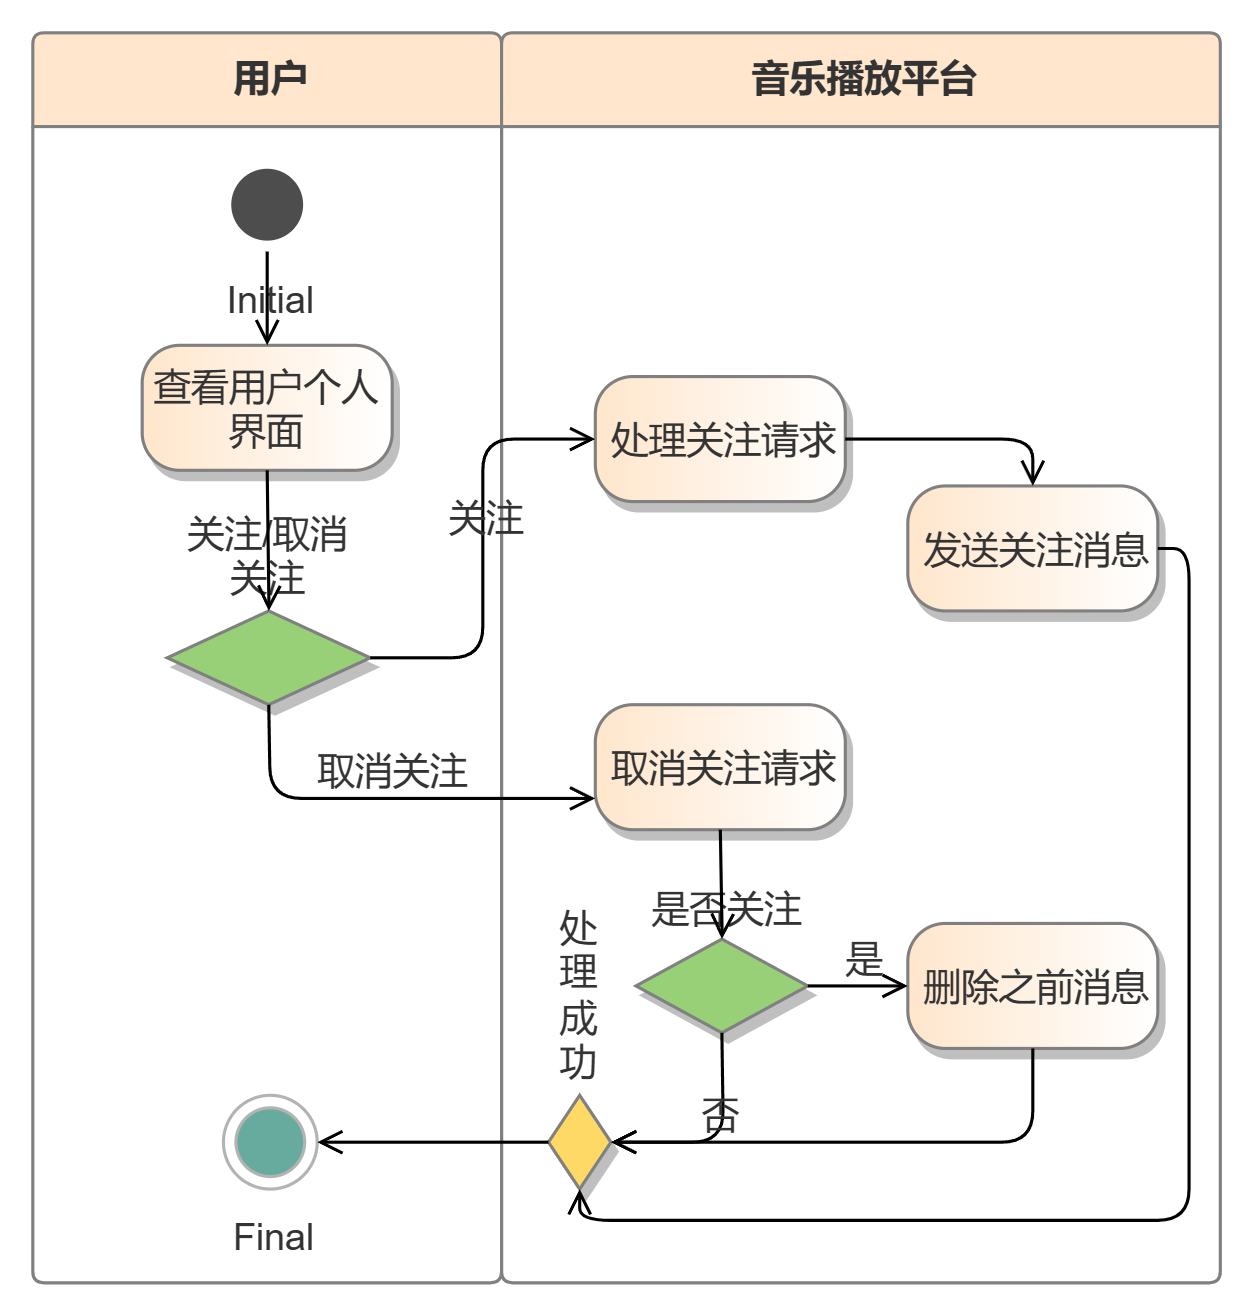 用户
音乐播放平台
Initial
查看用户个人
界面
处理关注请求
关注
关注/取消
关注
发送关注消息
取消关注请求
取消关注
是否关注
处
理
成
功
是
删除之前消息
否
Final